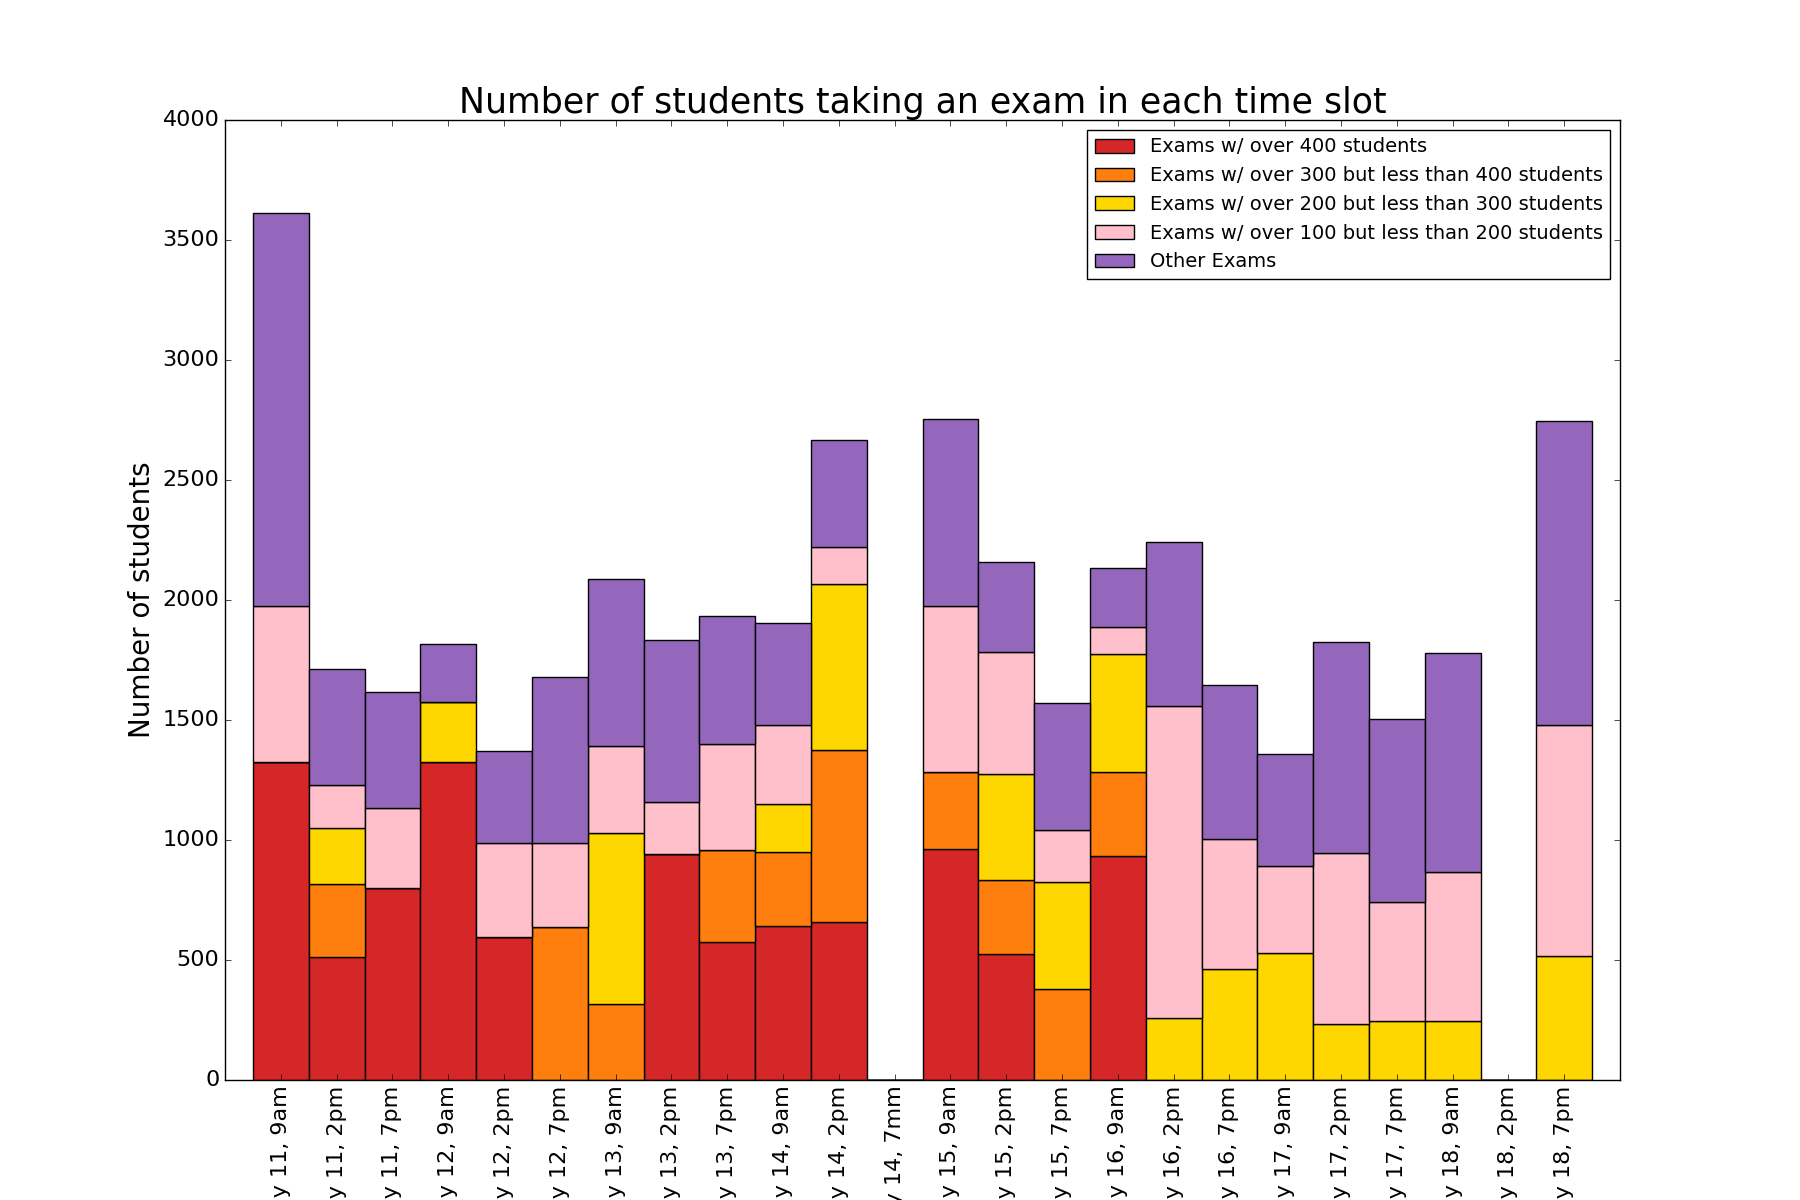 Number of students taking an exam in each time slot
Exams w/ over 400 students
Exams w/ over 300 but less than 400 students
Exams w/ over 200 but less than 300 students
Exams w/ over 100 but less than 200 students
Other Exams
Number of students
4000
3500
3000
2500
2000
1500
1000
500
0
y 11, 9am
y 11, 2pm
y 11, 7pm
y 12, 9am
y 12, 2pm
y 12, 7pm
y 13, 9am
y 13, 2pm
y 13, 7pm
y 14, 9am
y 14, 2pm
y 14, 7mm
y 15, 9am
y 15, 2pm
y 15, 7pm
y 16, 9am
y 16, 2pm
y 16, 7pm
y 17, 9am
y 17, 2pm
y 17, 7pm
y 18, 9am
y 18, 2pm
y 18, 7pm